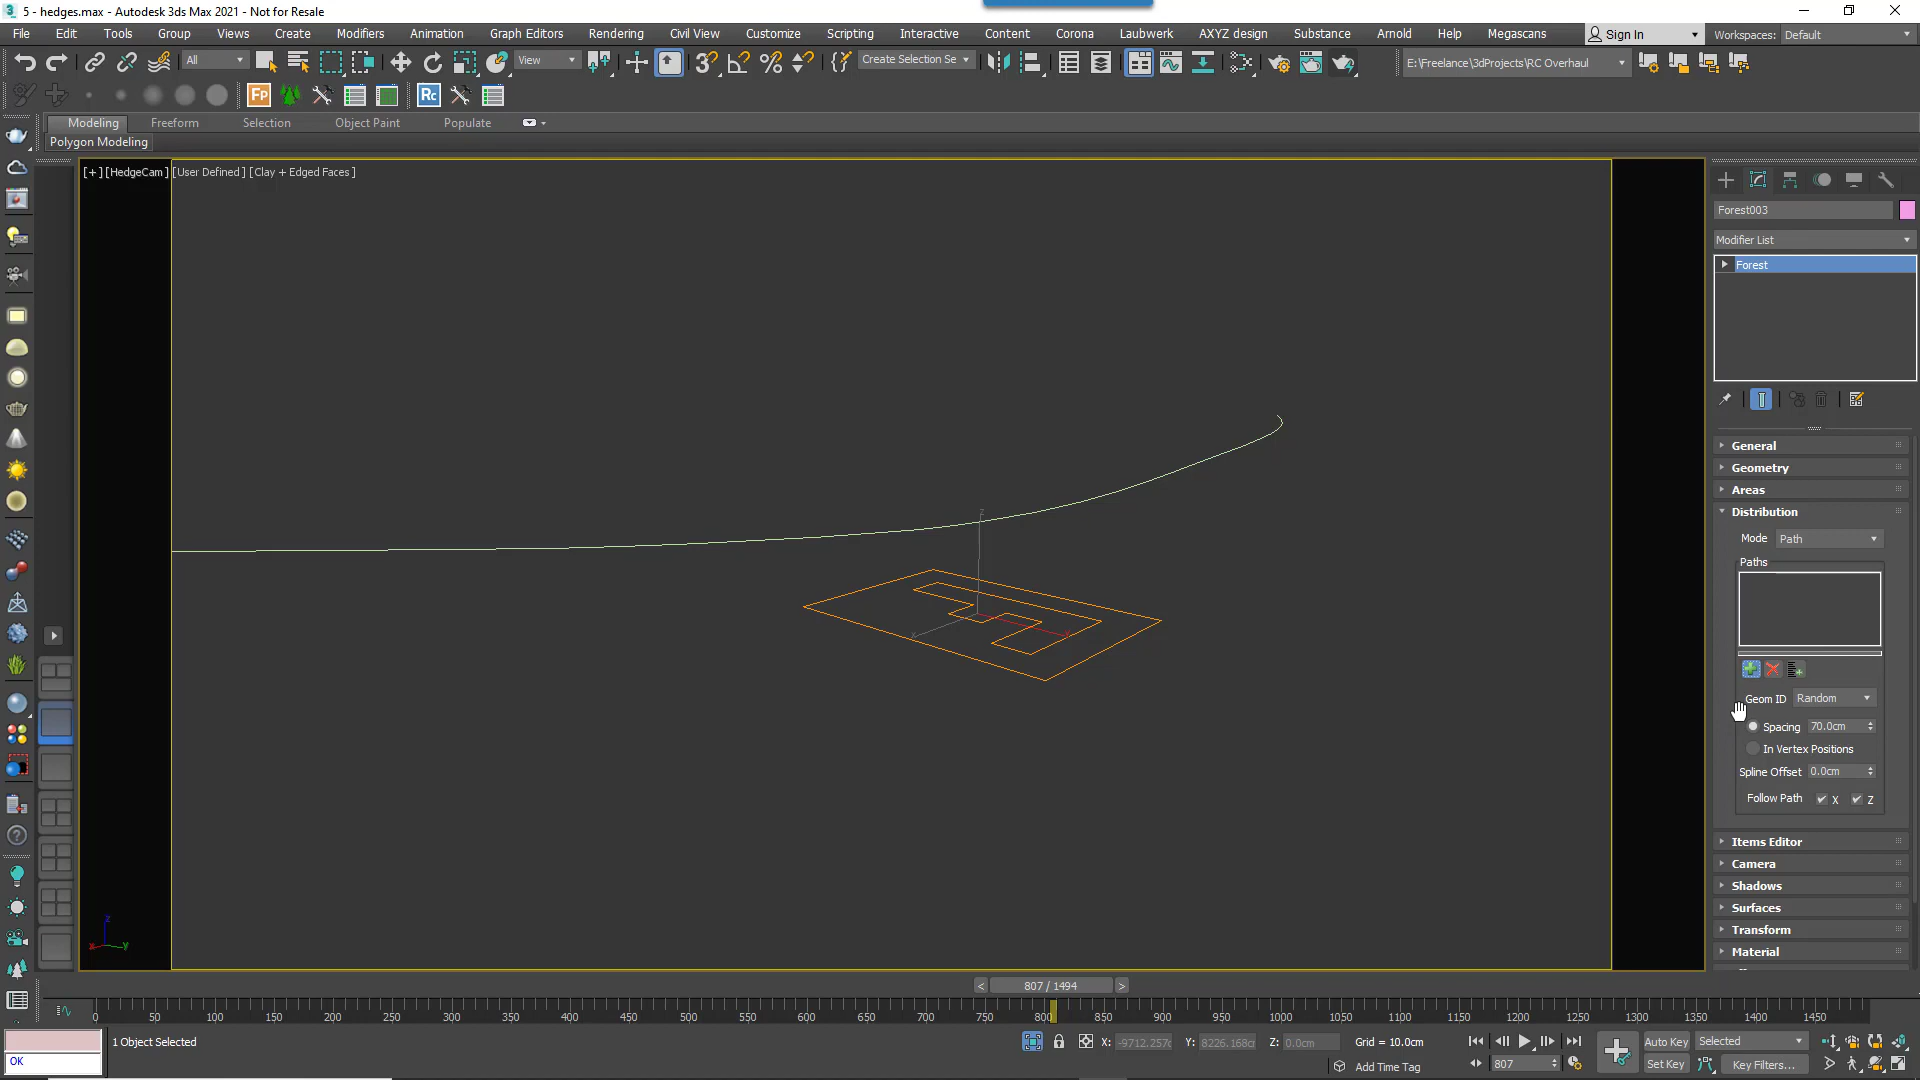 5 - hedges.max - Autodesk 3ds Max 2021 - Not for Resale
File Edit Tools Group Views Create Modifiers Animation Graph Editors Rendering Civil View Customize Scripting Interactive Content Corona Laubwerk AXYZ design Substance Arnold Help Megascans Sign In Workspaces: Default
All View Create Selection Se E:\Freelance\3dProjects\RC Overhaul
Fp Rc
Modeling Freeform Selection Object Paint Populate
Polygon Modeling
[+] [HedgeCam] [User Defined ] [Clay + Edged Faces ]
Forest003
Modifier List
Forest
General
Geometry
Areas
Distribution
Mode Path
Paths
Geom ID Random
Spacing 70.0cm
In Vertex Positions
Spline Offset 0.0cm
Follow Path X Z
Items Editor
Camera
Shadows
Surfaces
Transform
Material
z
x
y
< 807 / 1494 >
0 50 100 150 200 250 300 350 400 450 500 550 600 650 700 750 800 850 900 950 1000 1050 1100 1150 1200 1250 1300 1350 1400 1450
1 Object Selected X: -9712.257c Y: 8226.168cm Z: 0.0cm Grid = 10.0cm Auto Key Selected
OK Add Time Tag 807 Set Key Key Filters...